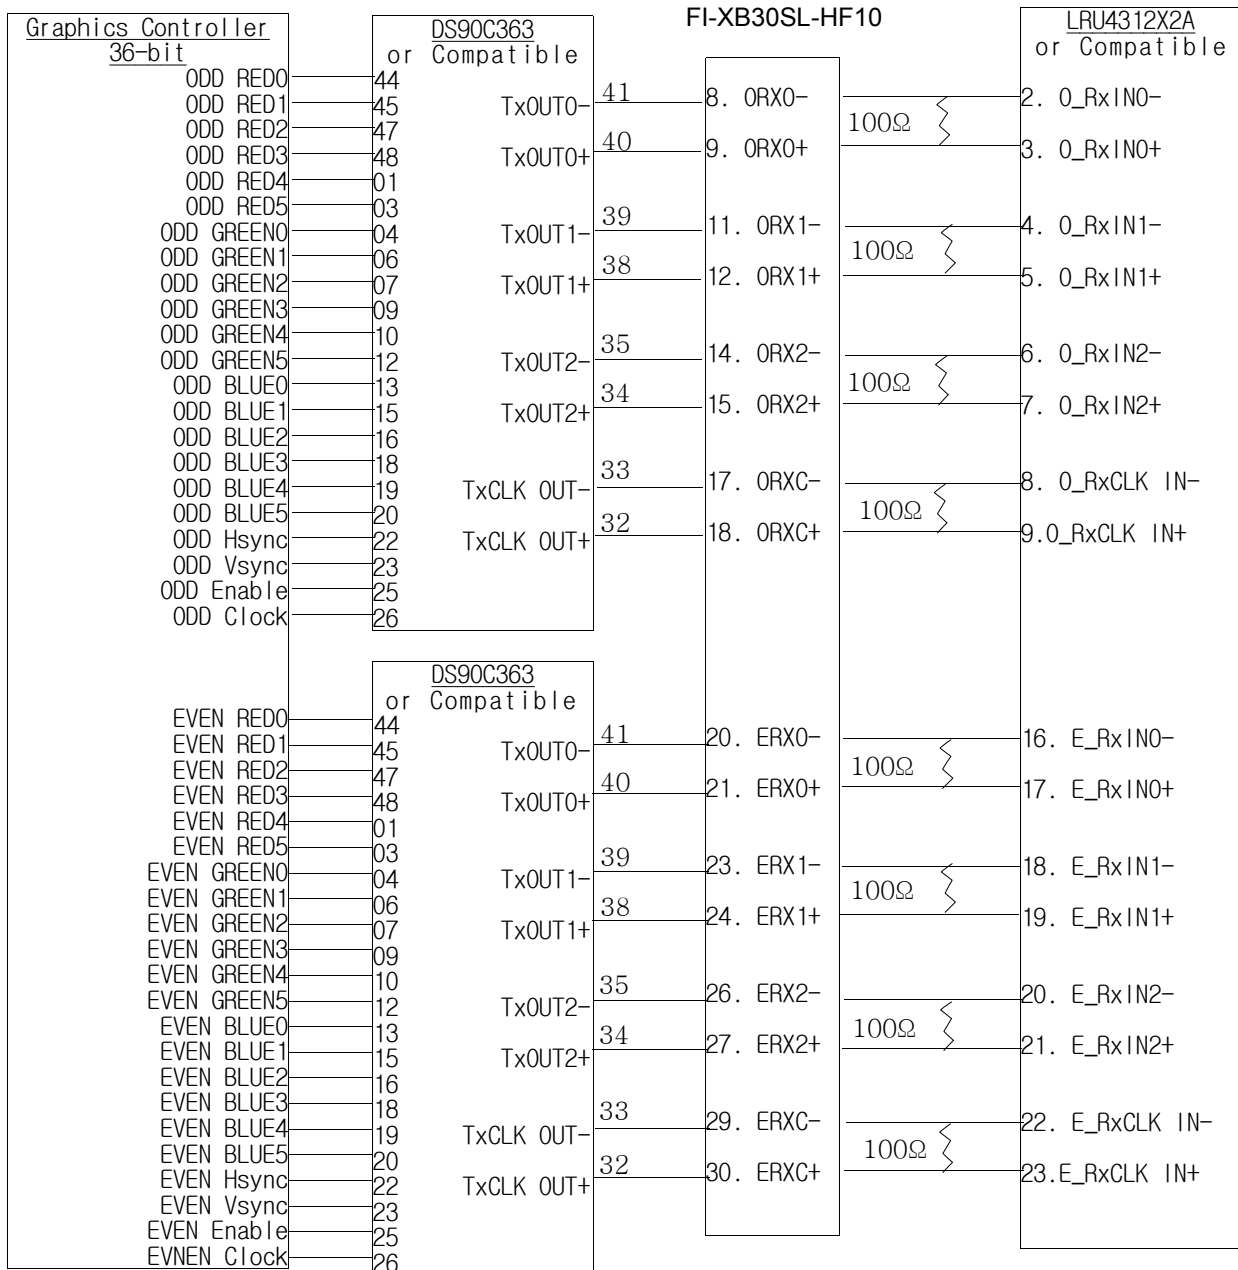 FI-XB30SL-HF10
Graphics Controller
36-bit
ODD RED0
ODD RED1
ODD RED2
ODD RED3
ODD RED4
ODD RED5
ODD GREEN0
ODD GREEN1
ODD GREEN2
ODD GREEN3
ODD GREEN4
ODD GREEN5
ODD BLUE0
ODD BLUE1
ODD BLUE2
ODD BLUE3
ODD BLUE4
ODD BLUE5
ODD Hsync
ODD Vsync
ODD Enable
ODD Clock
EVEN RED0
EVEN RED1
EVEN RED2
EVEN RED3
EVEN RED4
EVEN RED5
EVEN GREEN0
EVEN GREEN1
EVEN GREEN2
EVEN GREEN3
EVEN GREEN4
EVEN GREEN5
EVEN BLUE0
EVEN BLUE1
EVEN BLUE2
EVEN BLUE3
EVEN BLUE4
EVEN BLUE5
EVEN Hsync
EVEN Vsync
EVEN Enable
EVNEN Clock
DS90C363
or Compatible
44
45
47
48
01
03
04
06
07
09
10
12
13
15
16
18
19
20
22
23
25
26
TxOUT0- 41
TxOUT0+ 40
TxOUT1- 39
TxOUT1+ 38
TxOUT2- 35
TxOUT2+ 34
TxCLK OUT- 33
TxCLK OUT+ 32
DS90C363
or Compatible
44
45
47
48
01
03
04
06
07
09
10
12
13
15
16
18
19
20
22
23
25
26
TxOUT0- 41
TxOUT0+ 40
TxOUT1- 39
TxOUT1+ 38
TxOUT2- 35
TxOUT2+ 34
TxCLK OUT- 33
TxCLK OUT+ 32
8. ORX0-
9. ORX0+
11. ORX1-
12. ORX1+
14. ORX2-
15. ORX2+
17. ORXC-
18. ORXC+
20. ERX0-
21. ERX0+
23. ERX1-
24. ERX1+
26. ERX2-
27. ERX2+
29. ERXC-
30. ERXC+
100Ω
100Ω
100Ω
100Ω
100Ω
100Ω
100Ω
100Ω
LRU4312X2A
or Compatible
2. O_RxIN0-
3. O_RxIN0+
4. O_RxIN1-
5. O_RxIN1+
6. O_RxIN2-
7. O_RxIN2+
8. O_RxCLK IN-
9.O_RxCLK IN+
16. E_RxIN0-
17. E_RxIN0+
18. E_RxIN1-
19. E_RxIN1+
20. E_RxIN2-
21. E_RxIN2+
22. E_RxCLK IN-
23.E_RxCLK IN+